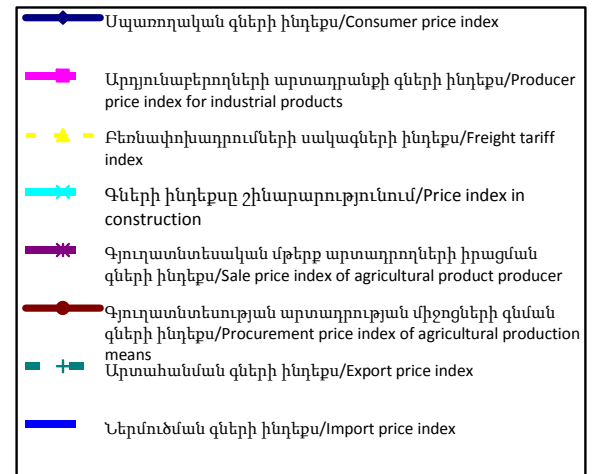 Սպառողական գների ինդեքս/Consumer price index
Արդյունաբերողների արտադրանքի գների ինդեքս/Producer
price index for industrial products
Բեռնափոխադրումների սակագների ինդեքս/Freight tariff
index
Գների ինդեքսը շինարարությունում/Price index in
construction
Գյուղատնտեսական մթերք արտադրողների իրացման
գների ինդեքս/Sale price index of agricultural product producer
Գյուղատնտեսության արտադրության միջոցների գնման
գների ինդեքս/Procurement price index of agricultural production
means
Արտահանման գների ինդեքս/Export price index
Ներմուծման գների ինդեքս/Import price index